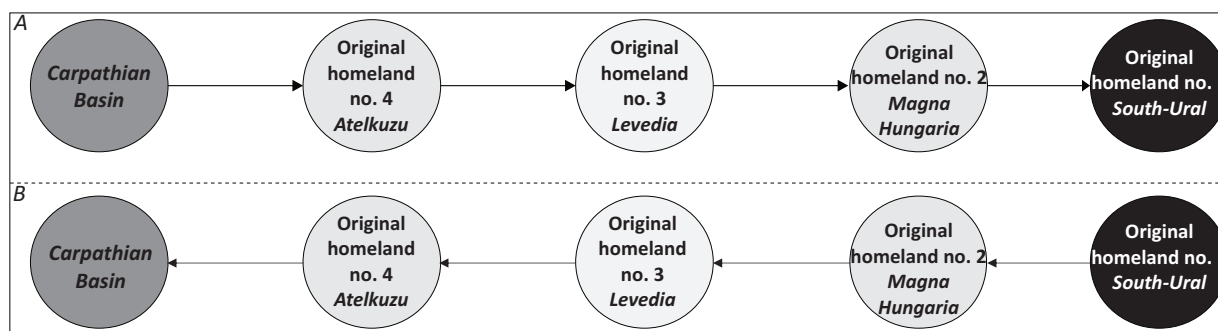 A
Carpathian
Basin
Original
homeland
no. 4
Atelkuzu
Original
homeland
no. 3
Levedia
Original
homeland no. 2
Magna
Hungaria
Original
homeland no.
South-Ural
B
Carpathian
Basin
Original
homeland
no. 4
Atelkuzu
Original
homeland
no. 3
Levedia
Original
homeland no. 2
Magna
Hungaria
Original
homeland no.
South-Ural